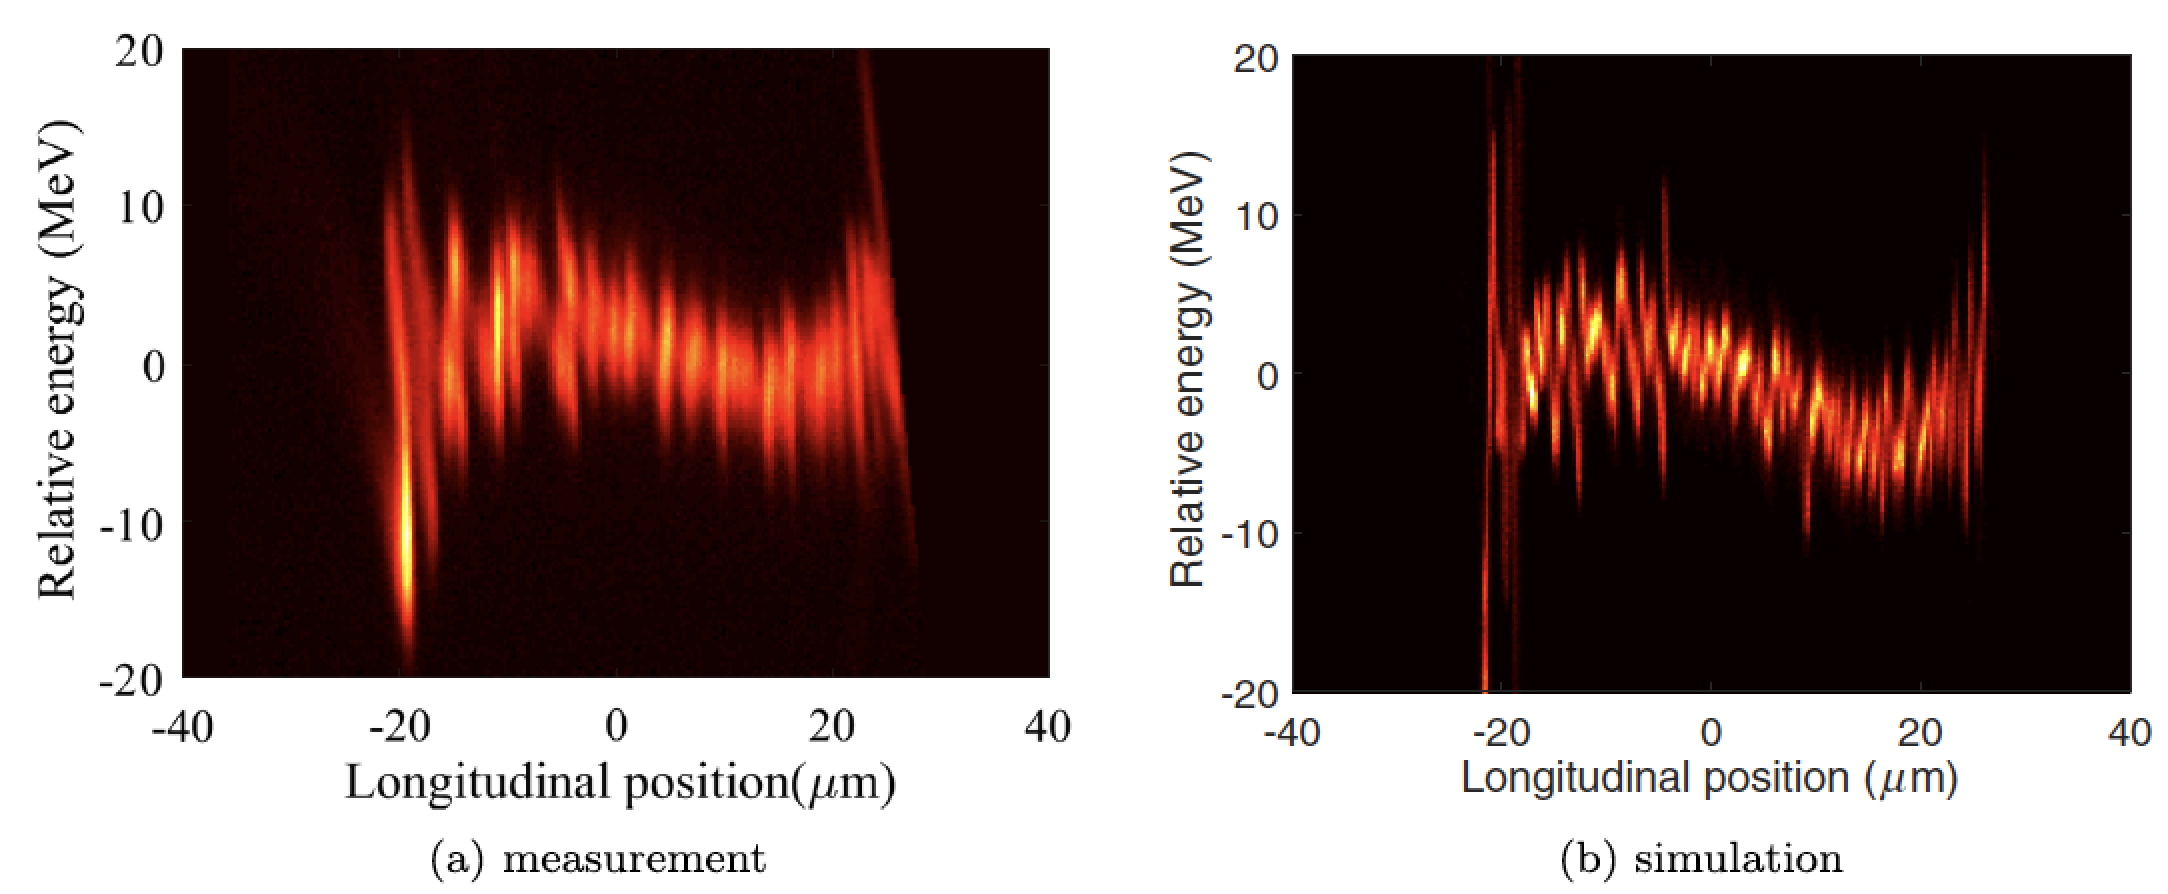 20
10
0
-10
-20
-40 -20 0 20 40
Relative energy (MeV)
Longitudinal position(μm)
(a) measurement
20
10
0
-10
-20
-40 -20 0 20 40
Relative energy (MeV)
Longitudinal position (μm)
(b) simulation